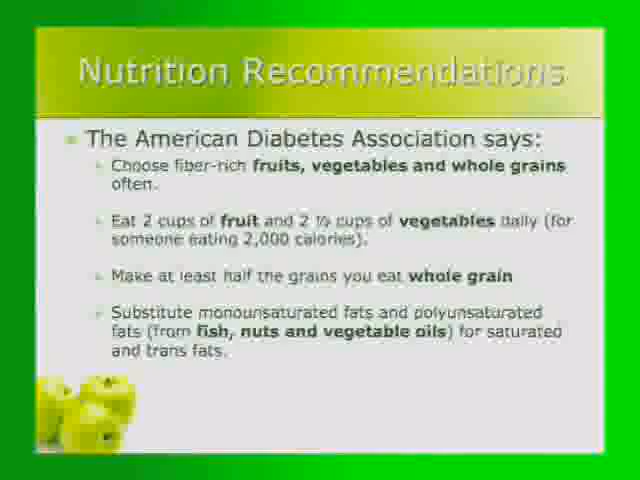 Nutrition Recommendations
The American Diabetes Association says:
Choose fiber-rich fruits, vegetables and whole grains
often.
Eat 2 cups of fruit and 2 ½ cups of vegetables daily (for
someone eating 2,000 calories).
Make at least half the grains you eat whole grain
Substitute monounsaturated fats and polyunsaturated
fats (from fish, nuts and vegetable oils) for saturated
and trans fats.